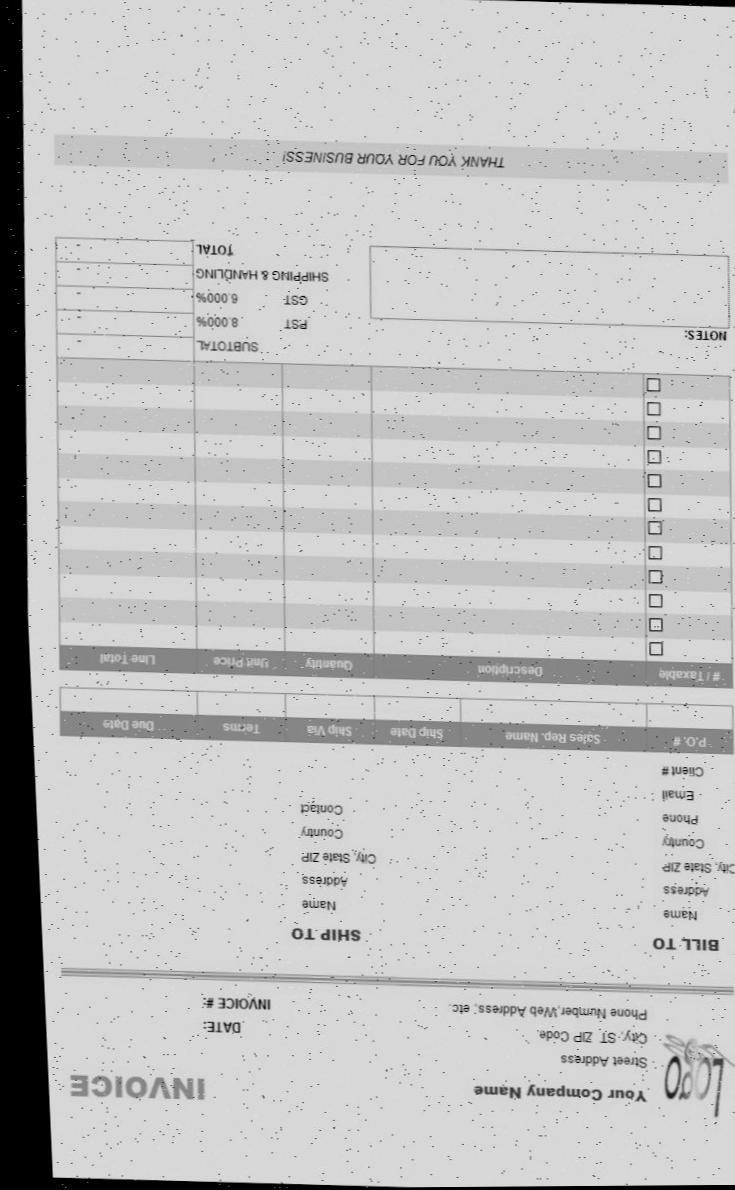 LOGO
Your Company Name
INVOICE
Street Address
City, ST ZIP Code
DATE:
Phone Number,Web Address, etc.
INVOICE #:
BILL TO
SHIP TO
Name
Name
Address
Address
City, State ZIP
City, State ZIP
Country
Country
Phone
Contact
Email
Client #
P.O. # Sales Rep. Name Ship Date Ship Via Terms Due Date
# / Taxable Description Quantity Unit Price Line Total
NOTES:
SUBTOTAL -
PST 8.000% -
GST 6.000% -
SHIPPING & HANDLING -
TOTAL -
THANK YOU FOR YOUR BUSINESS!